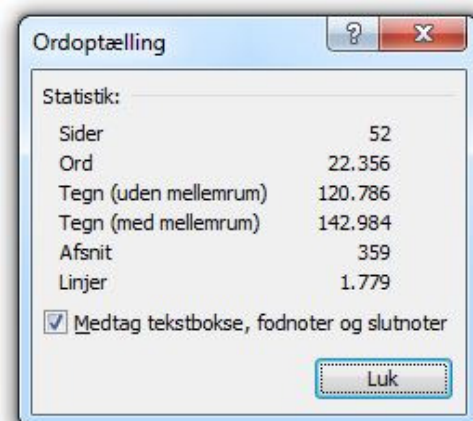 Ordoptælling
Statistik:
Sider 52
Ord 22.356
Tegn (uden mellemrum) 120.786
Tegn (med mellemrum) 142.984
Afsnit 359
Linjer 1.779
Medtag tekstbokse, fodnoter og slutnoter
Luk